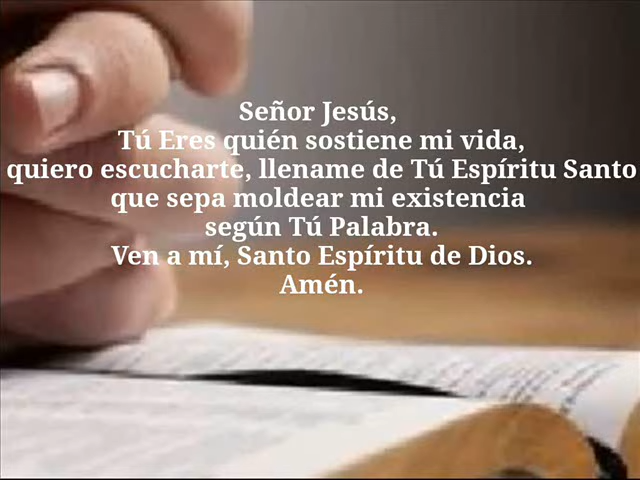 Señor Jesús,
Tú Eres quién sostiene mi vida,
quiero escucharte, llename de Tú Espíritu Santo
que sepa moldear mi existencia
según Tú Palabra.
Ven a mí, Santo Espíritu de Dios.
Amén.